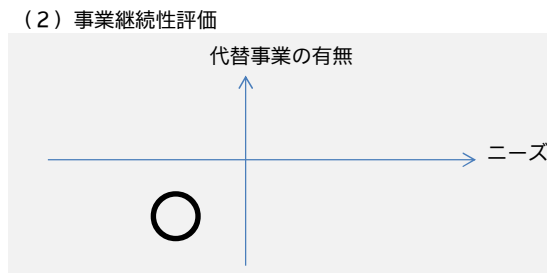 （２）事業継続性評価
代替事業の有無
ニーズ